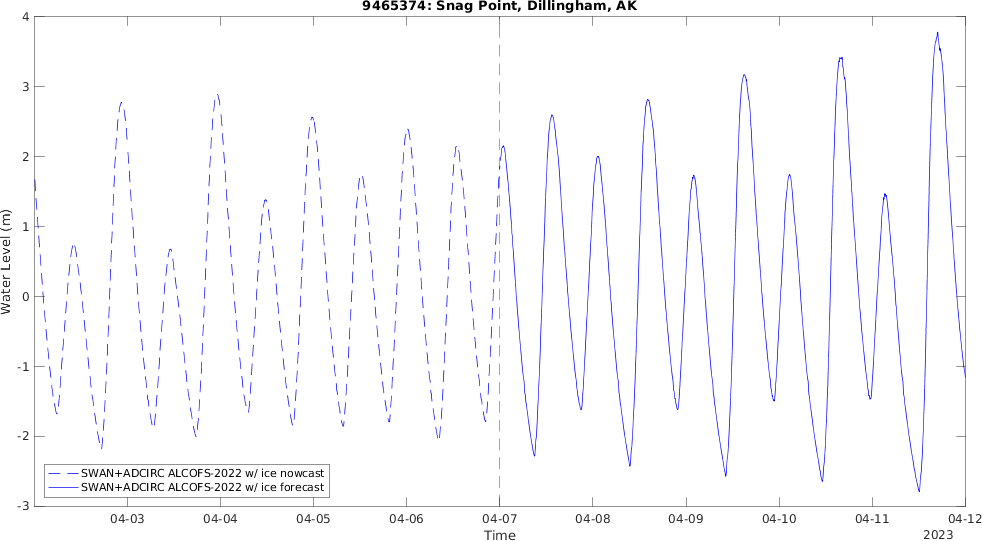 9465374: Snag Point, Dillingham, AK
4
3
2
1
0
-1
-2
-3
Water Level (m)
SWAN+ADCIRC ALCOFS-2022 w/ ice nowcast
SWAN+ADCIRC ALCOFS-2022 w/ ice forecast
04-03 04-04 04-05 04-06 04-07 04-08 04-09 04-10 04-11 04-12
Time
2023